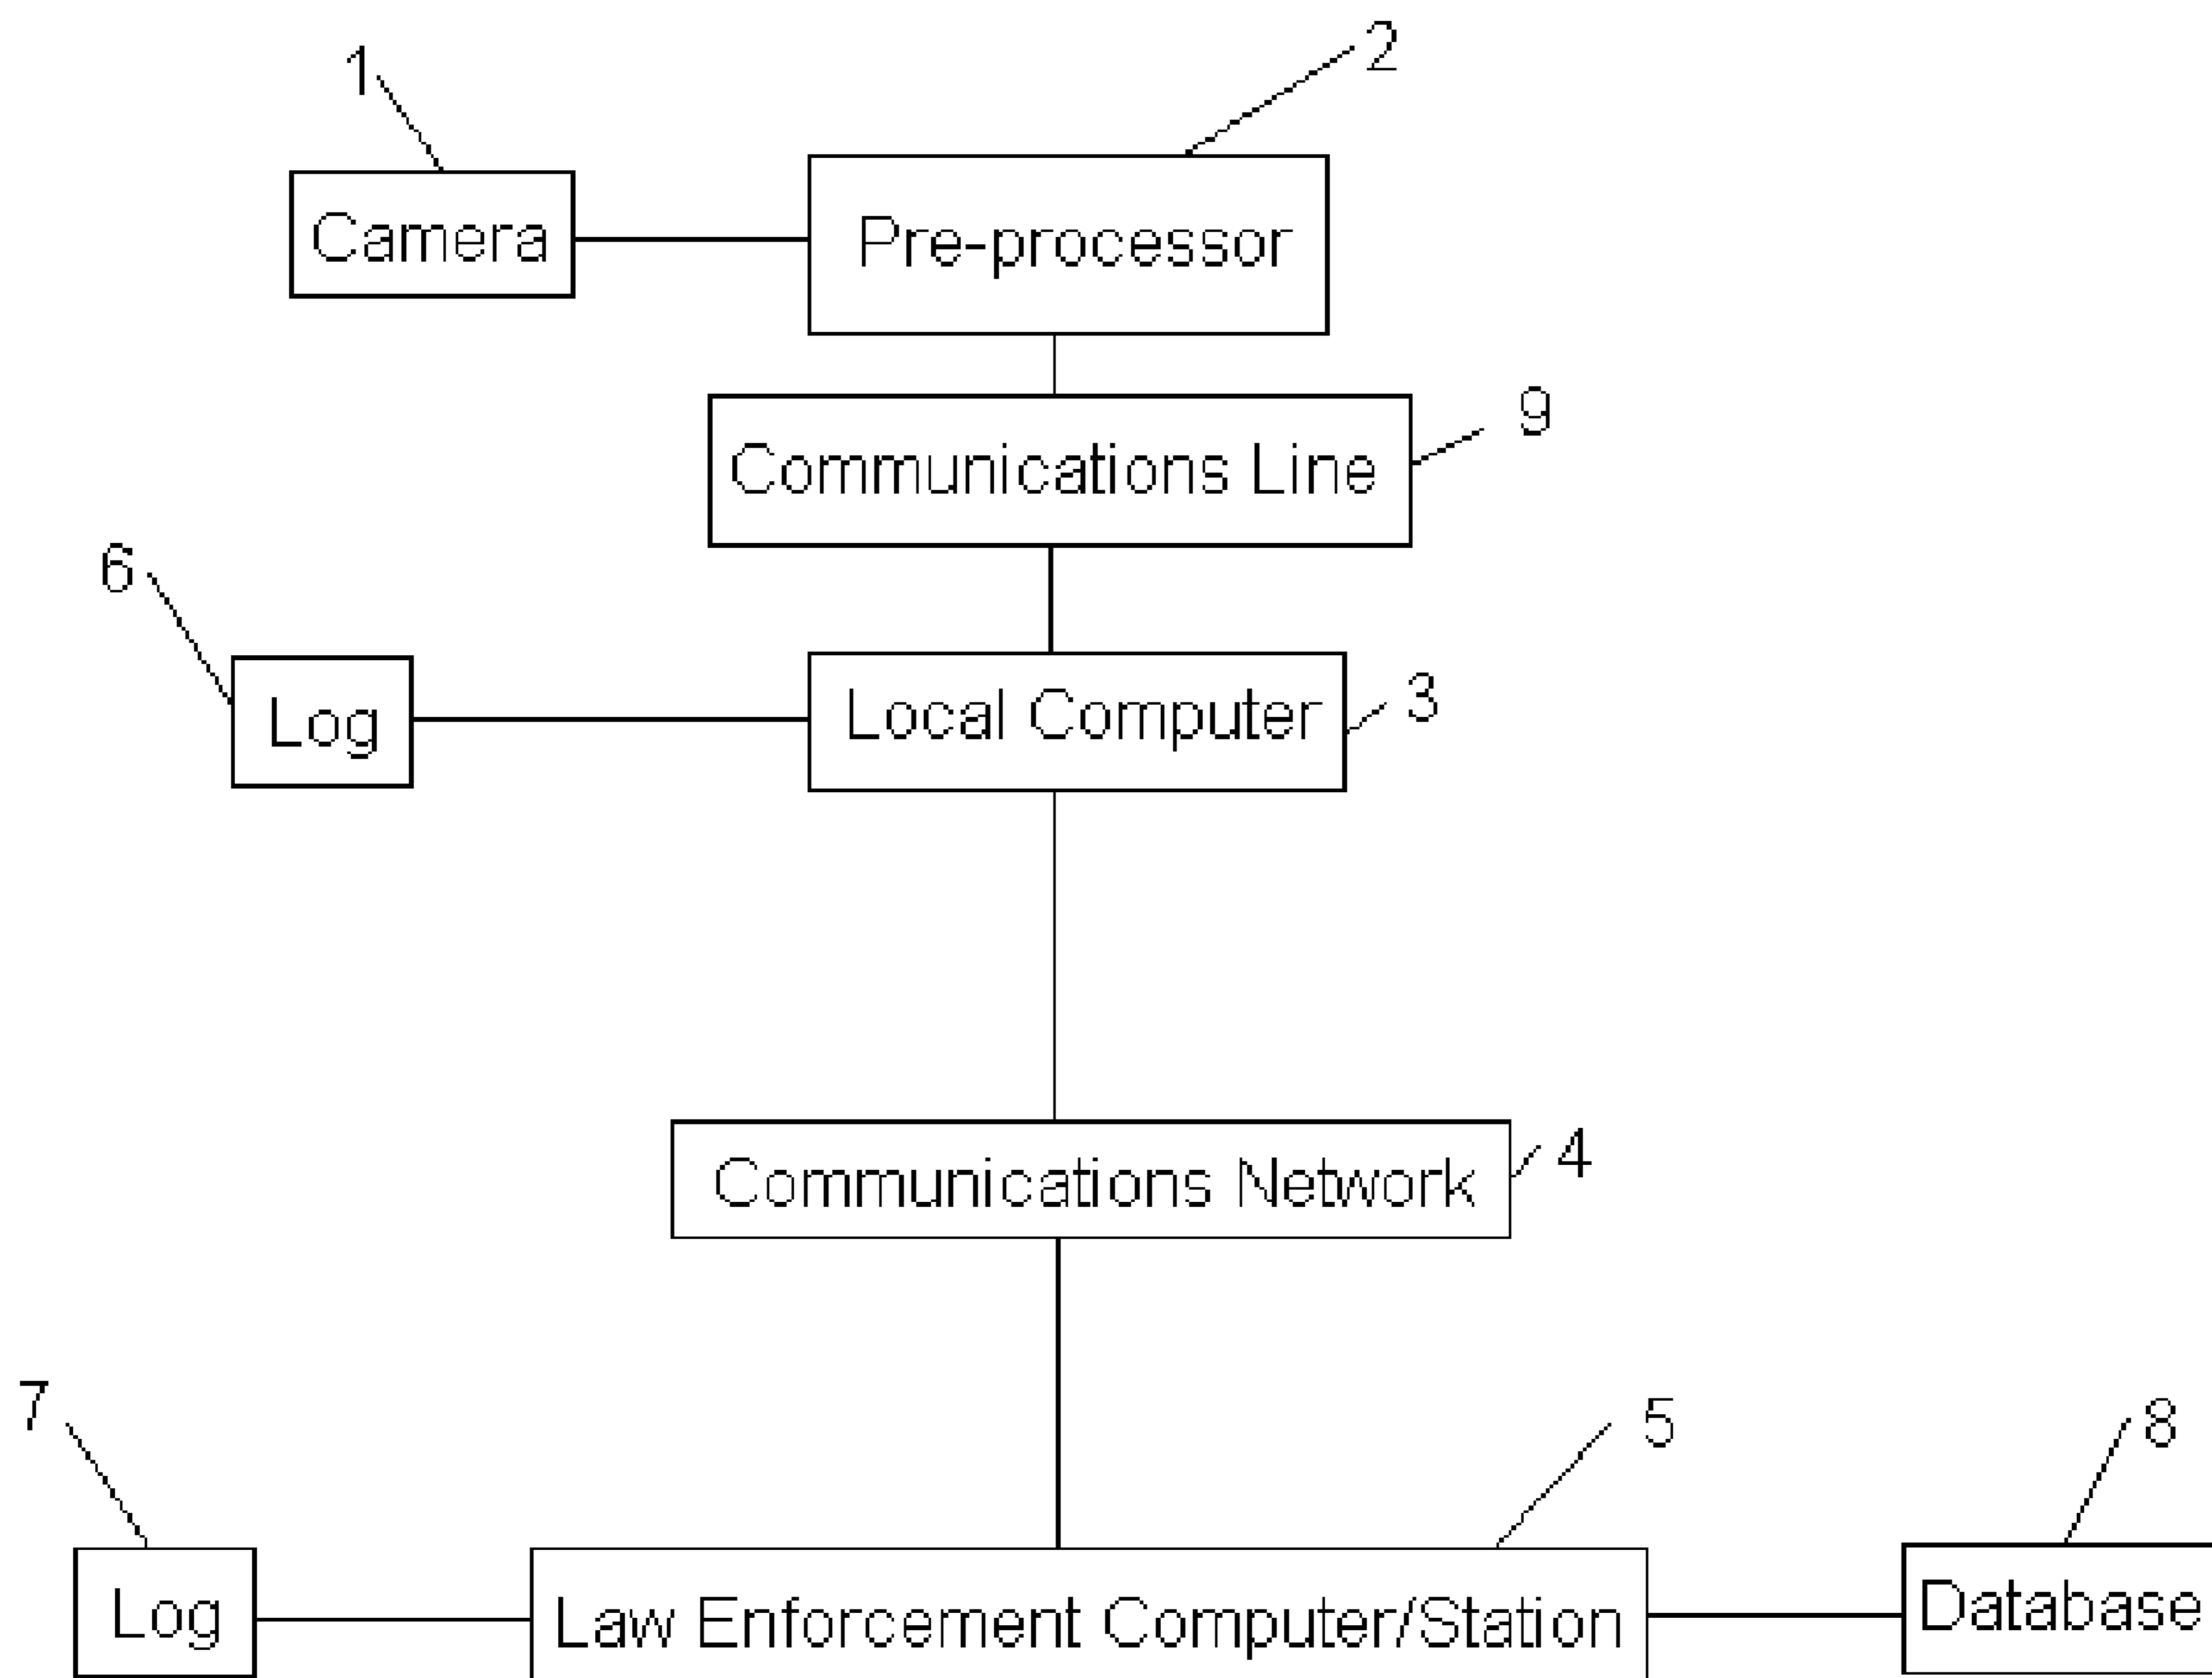 1
2
Camera
Pre-processor
9
Communications Line
6
Log
Local Computer
3
Communications Network
4
7
5
8
Log
Law Enforcement Computer/Station
Database